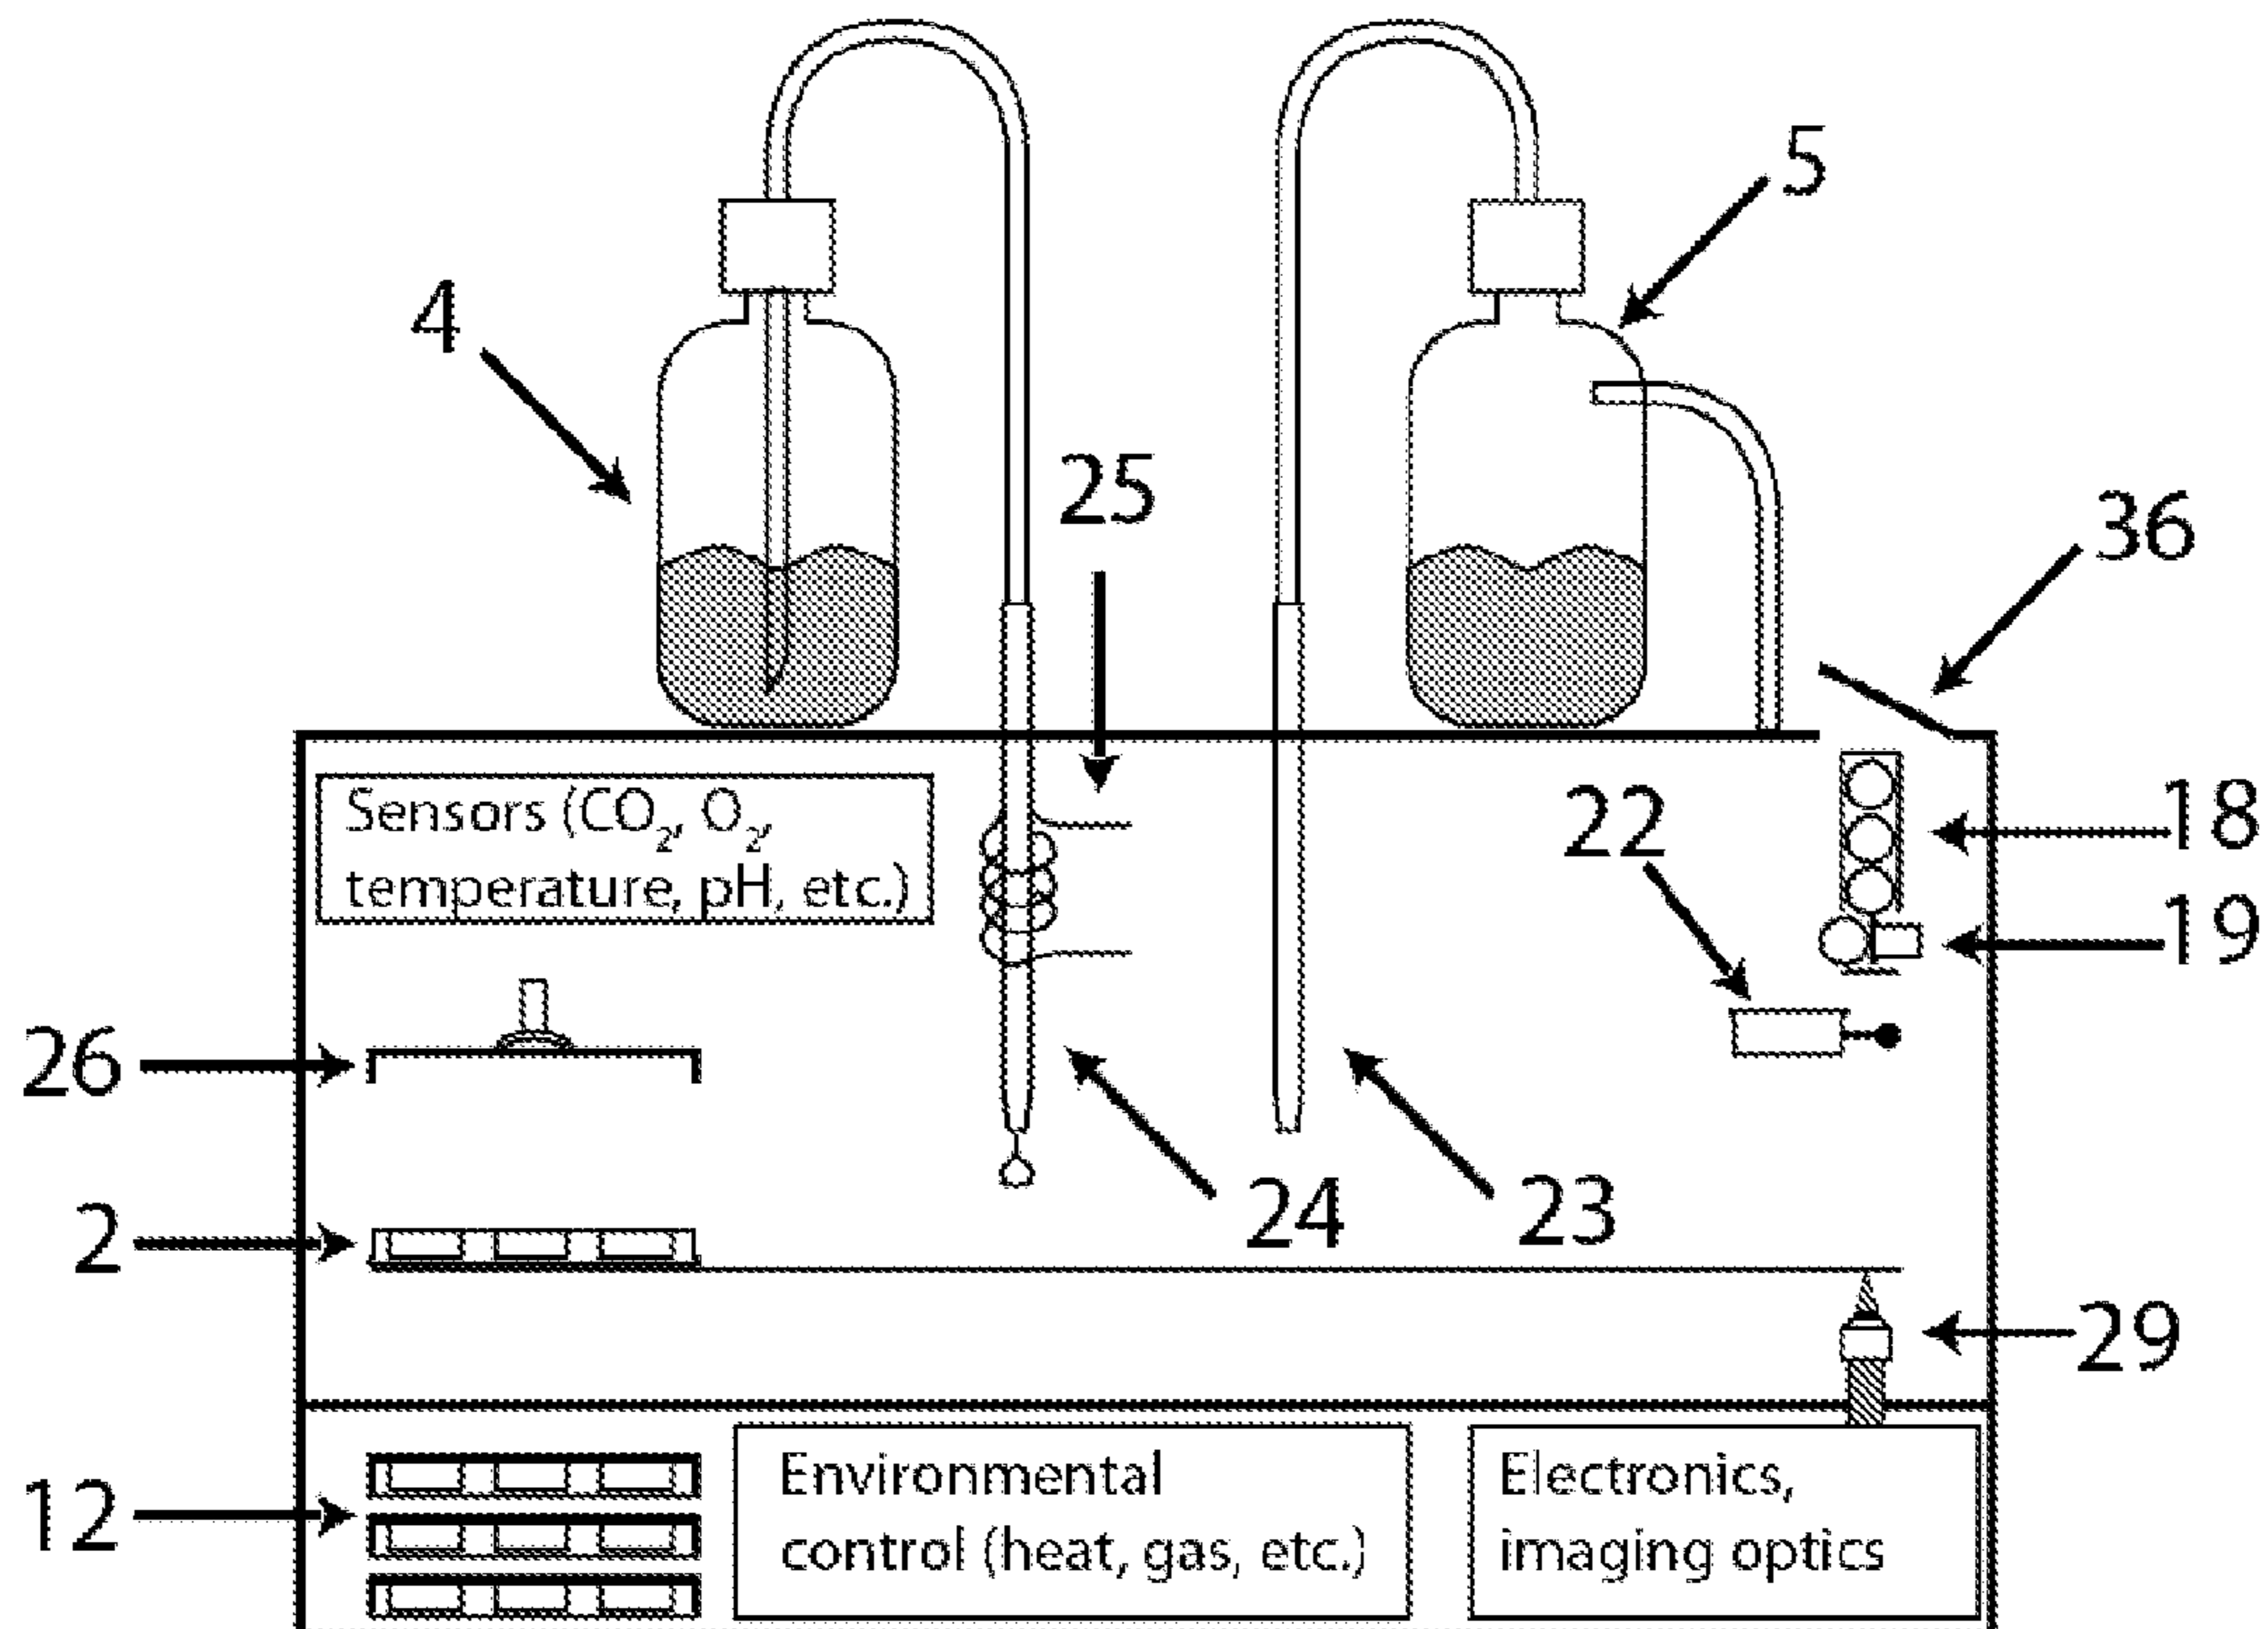 5
4
25
36
Sensors (CO₂, O₂,
temperature, pH, etc.)
22
18
19
26
24
23
2
29
12
Environmental
control (heat, gas, etc.)
Electronics,
imaging optics